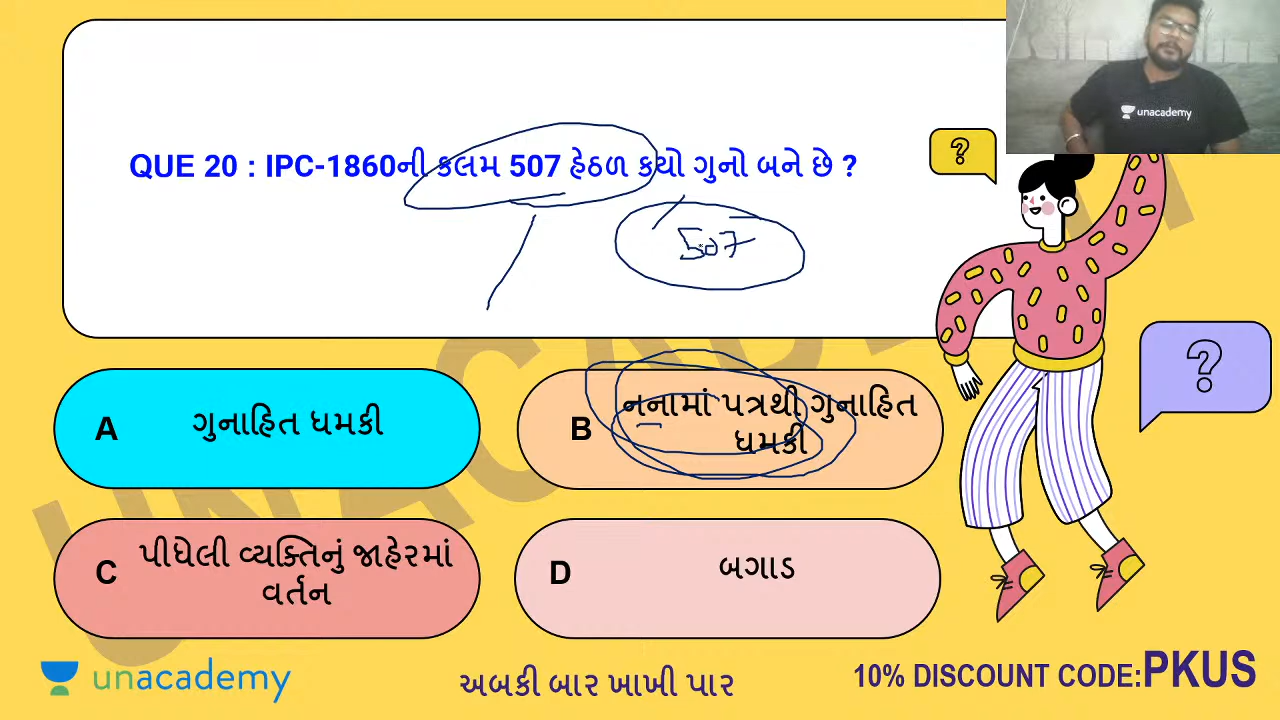 unacademy
QUE 20 : IPC-1860ની કલમ 507 હેઠળ કયો ગુનો બને છે ?
?
507
?
A ગુનાહિત ધમકી
B નનામાં પત્રથી ગુનાહિત
ધમકી
C પીધેલી વ્યક્તિનું જાહેરમાં
વર્તન
D બગાડ
UNACADEMY
unacademy
અબકી બાર ખાખી પાર
10% DISCOUNT CODE:PKUS